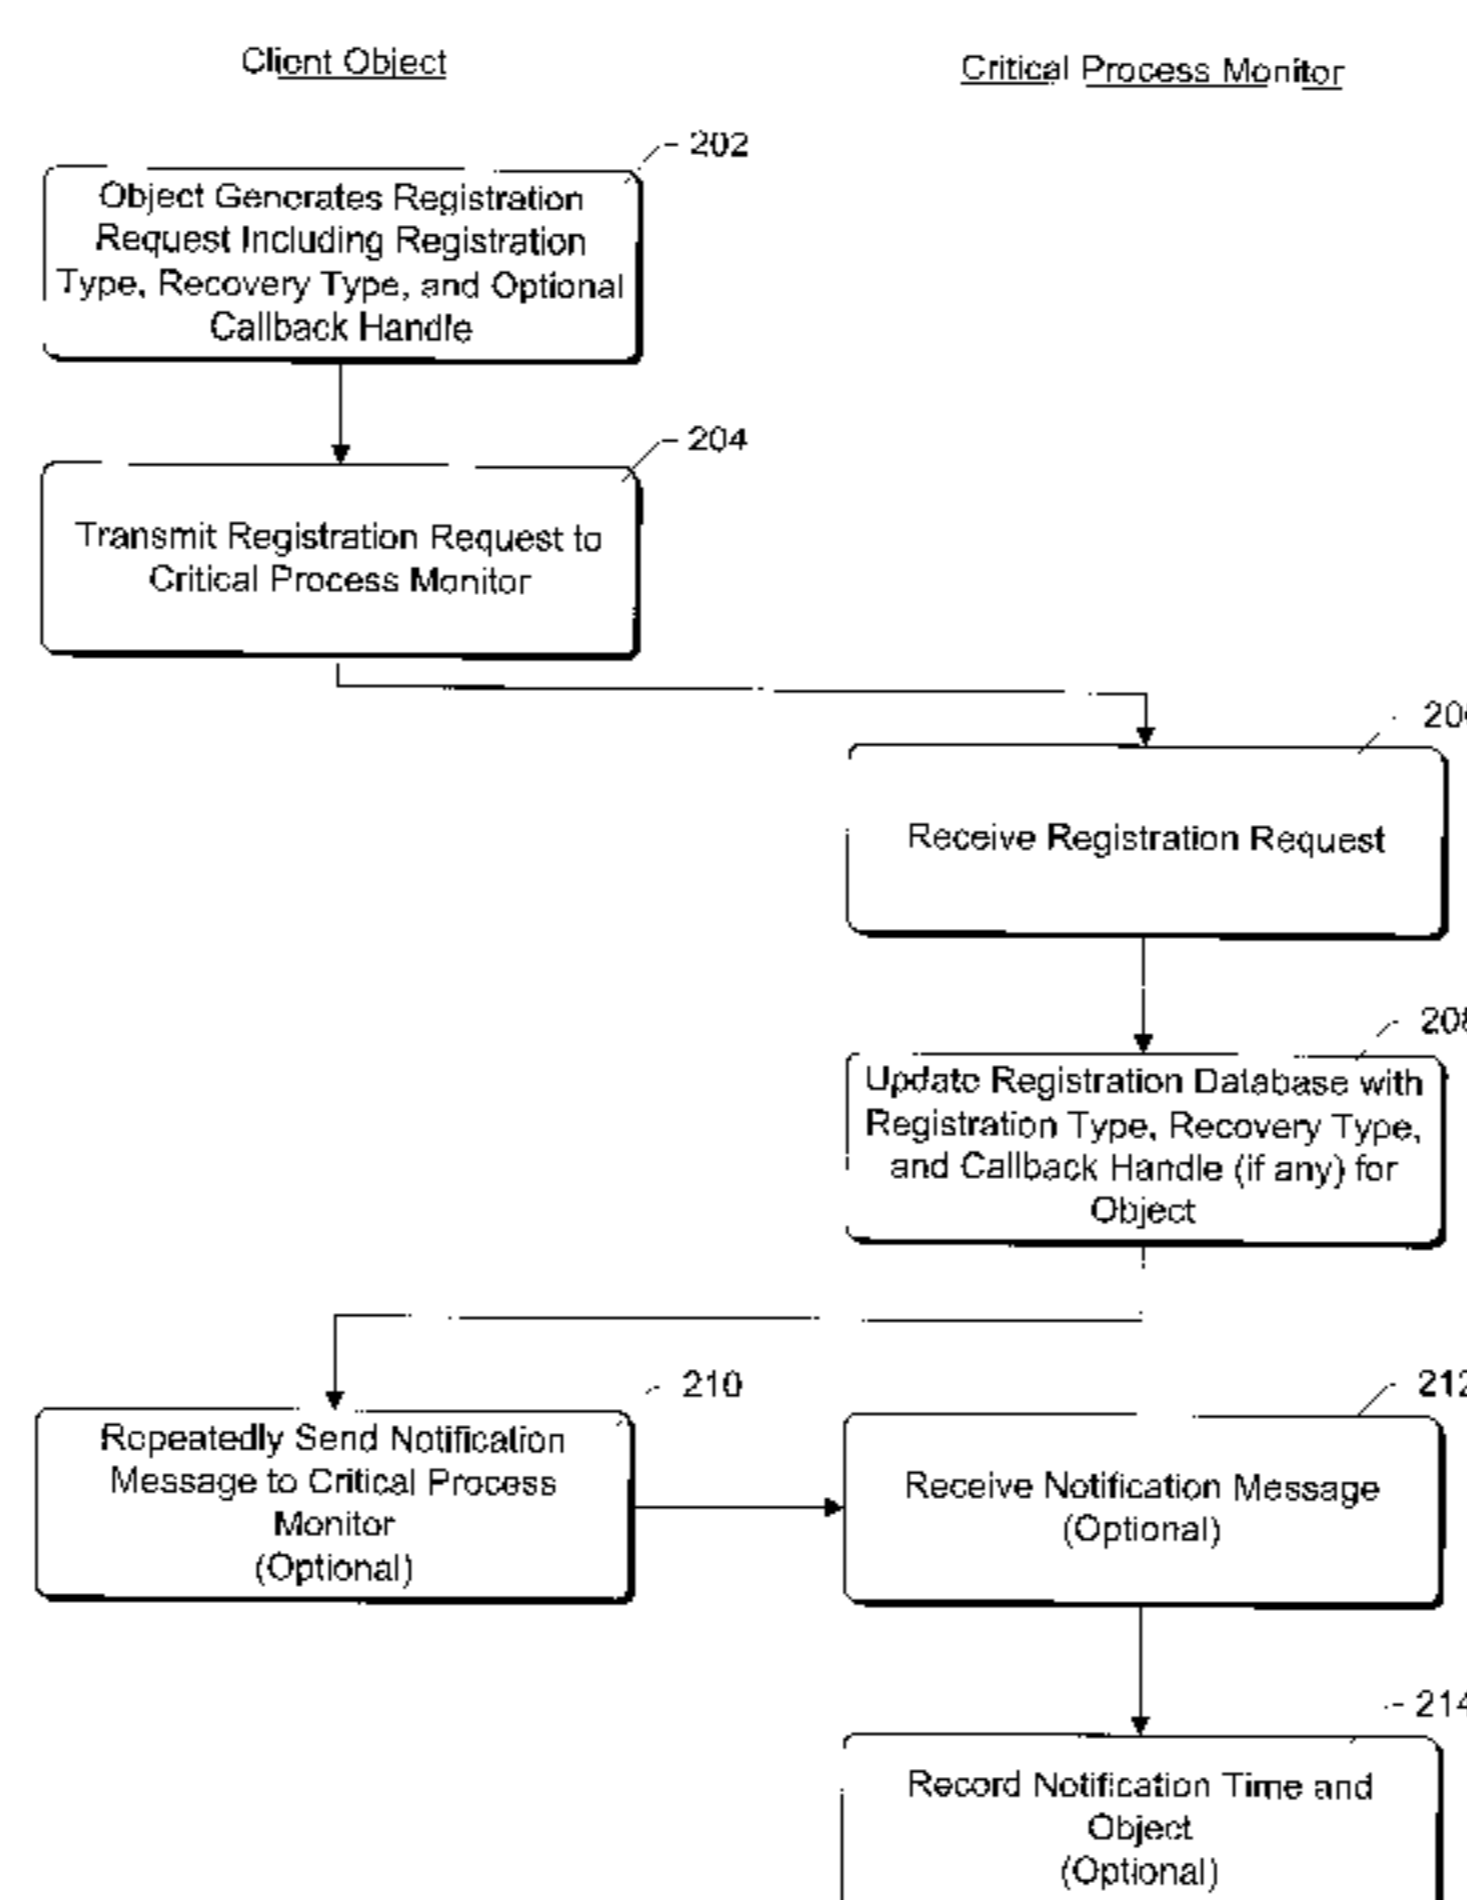 Client Object
Critical Process Monitor
202
Object Generates Registration
Request Including Registration
Type, Recovery Type, and Optional
Callback Handle
204
Transmit Registration Request to
Critical Process Monitor
Receive Registration Request
208
Update Registration Database with
Registration Type, Recovery Type,
and Callback Handle (if any) for
Object
210
Repeatedly Send Notification
Message to Critical Process
Monitor
(Optional)
212
Receive Notification Message
(Optional)
214
Record Notification Time and
Object
(Optional)